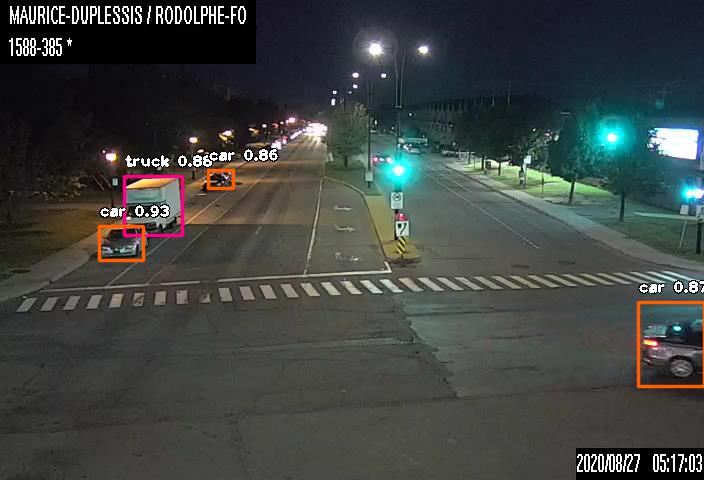 MAURICE-DUPLESSIS / RODOLPHE-FO
1588-385 *
truck 0.86
car 0.86
car 0.93
car 0.87
2020/08/27 05:17:03